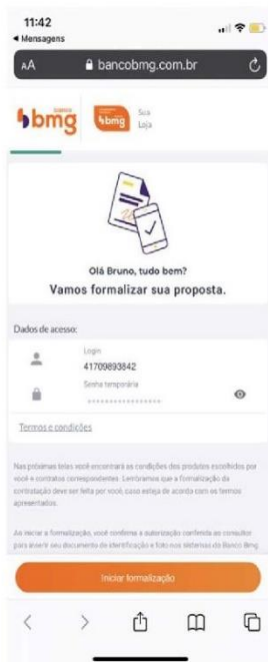 11:42
Mensagens
AA
bancobmg.com.br
bmg
bmg
Sua
Loja
Olá Bruno, tudo bem?
Vamos formalizar sua proposta.
Dados de acesso:
Login
41709893842
Senha temporária
Termos e condições
Nas próximas telas você encontrará as condições dos produtos escolhidos por
você e contratos correspondentes. Lembramos que a formalização da
contratação deve ser feita por você, caso esteja de acordo com os termos
apresentados.
Ao iniciar a formalização, você confirma a autorização conferida ao consultor
para inserir seu documento de identificação e foto nos sistemas do Banco Bmg
Iniciar formalização